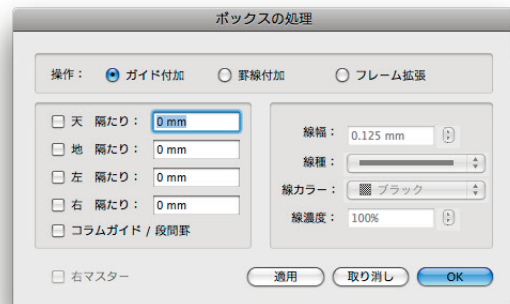 ボックスの処理
操作： ガイド付加 罫線付加 フレーム拡張
天 隔たり： 0 mm
地 隔たり： 0 mm
左 隔たり： 0 mm
右 隔たり： 0 mm
コラムガイド / 段間罫
線幅： 0.125 mm
線種：
線カラー： ブラック
線濃度： 100%
右マスター
適用 取り消し OK